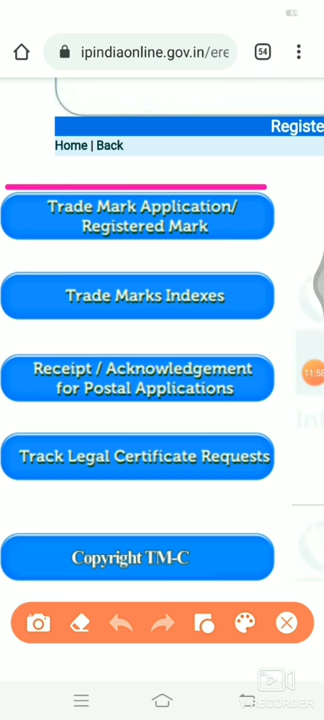 ipindiaonline.gov.in/ere
54
Registe
Home | Back
Trade Mark Application/
Registered Mark
Trade Marks Indexes
Receipt / Acknowledgement
for Postal Applications
11:58
Track Legal Certificate Requests
Copyright TM-C
RECORDER